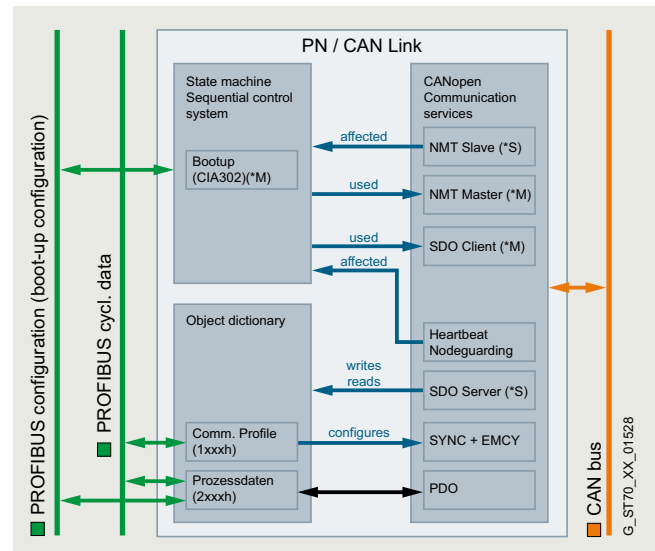 PN / CAN Link
State machine
Sequential control
system
Bootup
(CIA302)(*M)
CANopen
Communication
services
affected
NMT Slave (*S)
used
NMT Master (*M)
used
SDO Client (*M)
affected
Heartbeat
Nodeguarding
Object dictionary
writes
reads
SDO Server (*S)
Comm. Profile
(1xxxh)
configures
SYNC + EMCY
Prozessdaten
(2xxxh)
PDO
PROFIBUS configuration (boot-up configuration)
PROFIBUS cycl. data
CAN bus
G_ST70_XX_01528